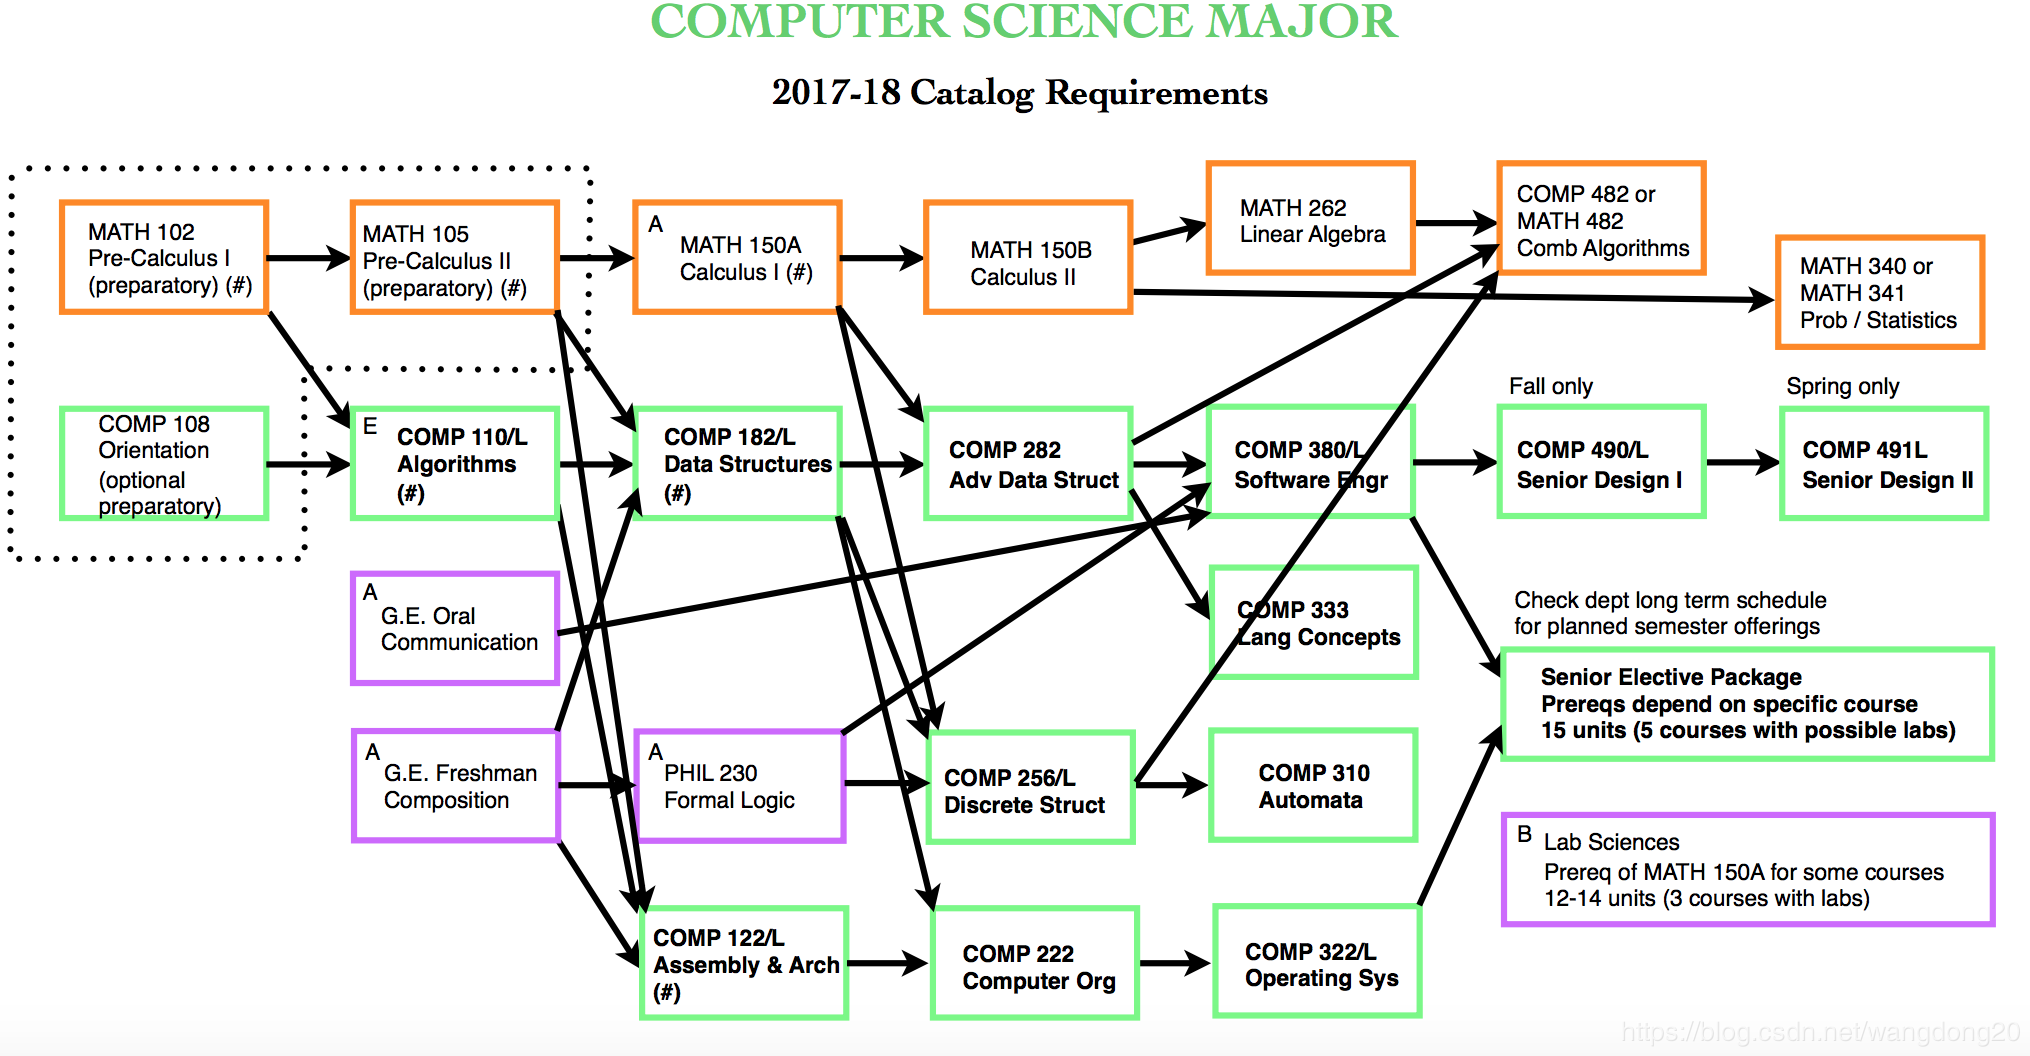 COMPUTER SCIENCE MAJOR
2017-18 Catalog Requirements
MATH 102
Pre-Calculus I
(preparatory) (#)
MATH 105
Pre-Calculus II
(preparatory) (#)
A
MATH 150A
Calculus I (#)
MATH 150B
Calculus II
MATH 262
Linear Algebra
COMP 482 or
MATH 482
Comb Algorithms
MATH 340 or
MATH 341
Prob / Statistics
COMP 108
Orientation
(optional
preparatory)
E
COMP 110/L
Algorithms
(#)
COMP 182/L
Data Structures
(#)
COMP 282
Adv Data Struct
COMP 380/L
Software Engr
Fall only
COMP 490/L
Senior Design I
Spring only
COMP 491L
Senior Design II
A
G.E. Oral
Communication
COMP 333
Lang Concepts
Check dept long term schedule
for planned semester offerings
Senior Elective Package
Prereqs depend on specific course
15 units (5 courses with possible labs)
A
G.E. Freshman
Composition
A
PHIL 230
Formal Logic
COMP 256/L
Discrete Struct
COMP 310
Automata
B
Lab Sciences
Prereq of MATH 150A for some courses
12-14 units (3 courses with labs)
COMP 122/L
Assembly & Arch
(#)
COMP 222
Computer Org
COMP 322/L
Operating Sys
https://blog.csdn.net/wangdong20